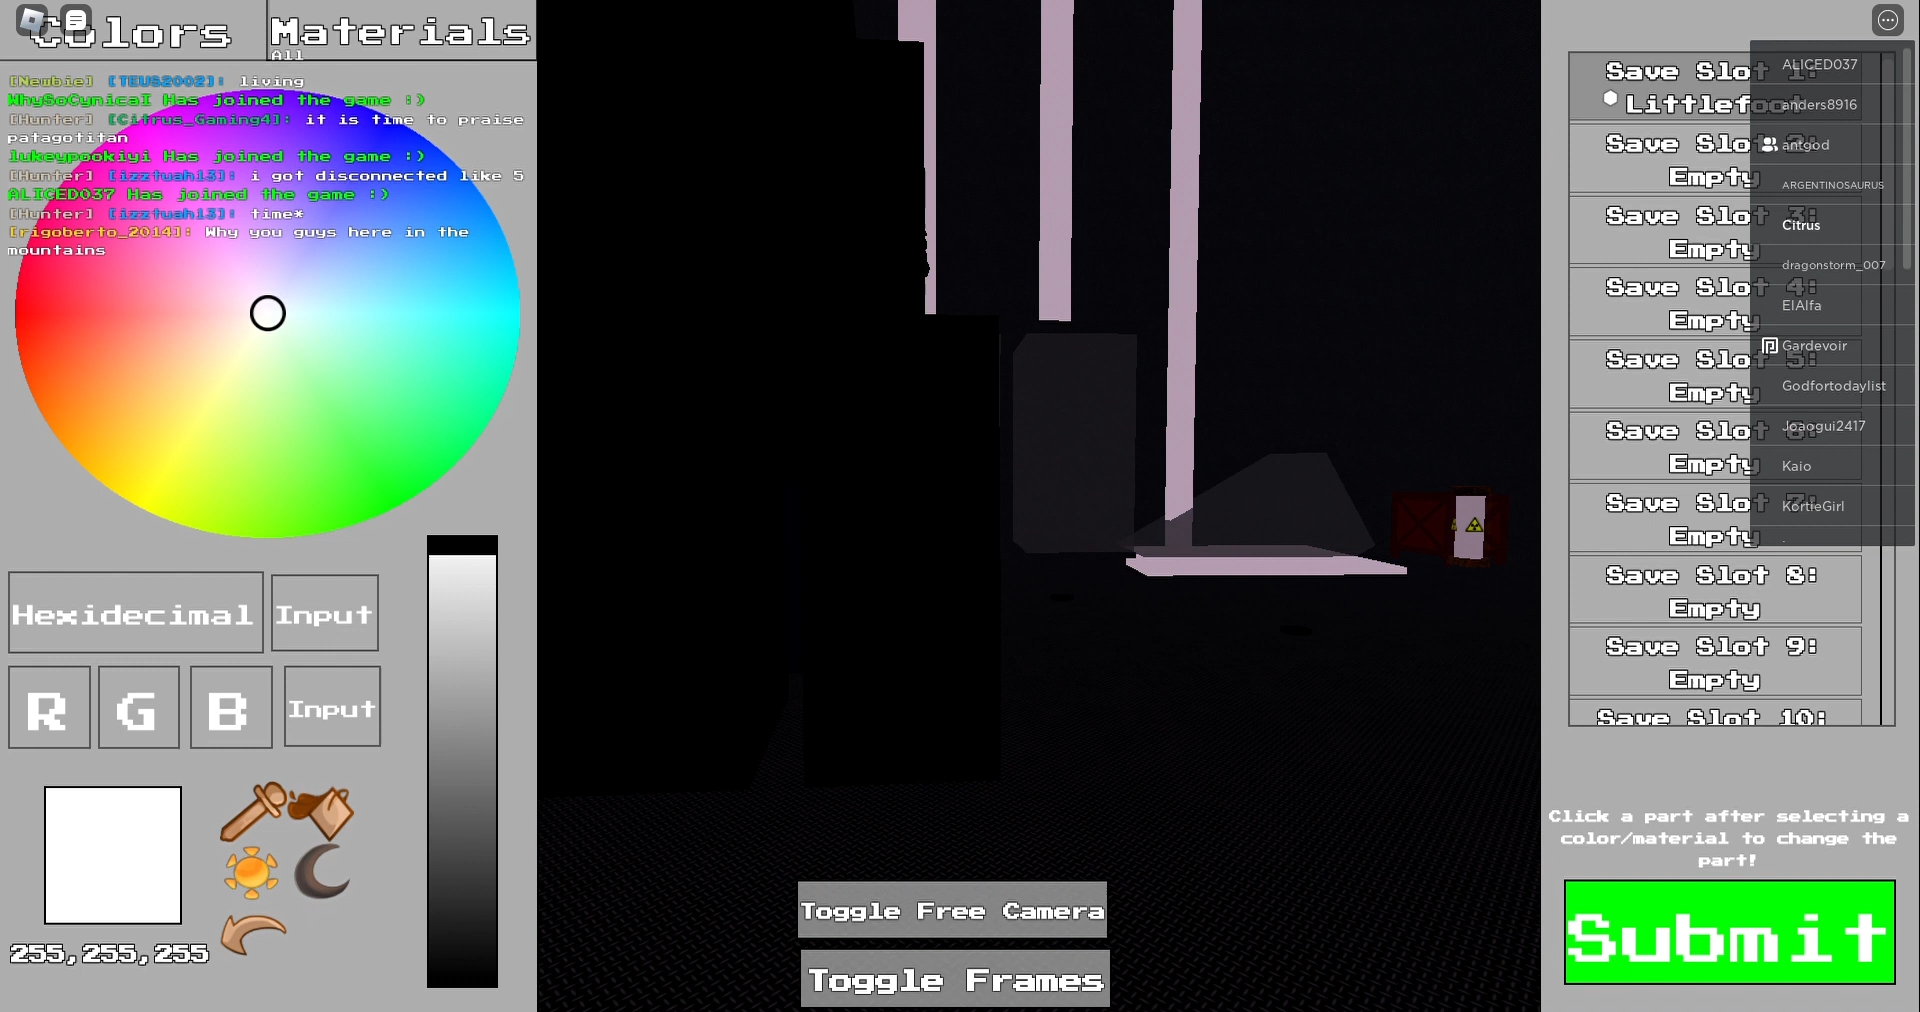 Colors
Materials
All
[Newbie] [TEUS2002]: living
WhySoCynicaI Has joined the game :)
[Hunter] [Citrus_Gaming4]: it is time to praise
patagotitan
lukeypookiyi Has joined the game :)
[Hunter] [izztuah13]: i got disconnected like 5
ALICED037 Has joined the game :)
[Hunter] [izztuah13]: time*
[rigoberto_2014]: Why you guys here in the
mountains
Hexidecimal
Input
R
G
B
Input
255,255,255
Toggle Free Camera
Toggle Frames
Save Slot 1:
Littlefoot
Save Slot 2:
Empty
Save Slot 3:
Empty
Save Slot 4:
Empty
Save Slot 5:
Empty
Save Slot 6:
Empty
Save Slot 7:
Empty
Save Slot 8:
Empty
Save Slot 9:
Empty
Save Slot 10:
ALICED037
anders8916
antgod
ARGENTINOSAURUS
Citrus
dragonstorm_007
ElAlfa
Gardevoir
Godfortodaylist
Joaogui2417
Kaio
KortieGirl
.
Click a part after selecting a
color/material to change the
part!
Submit